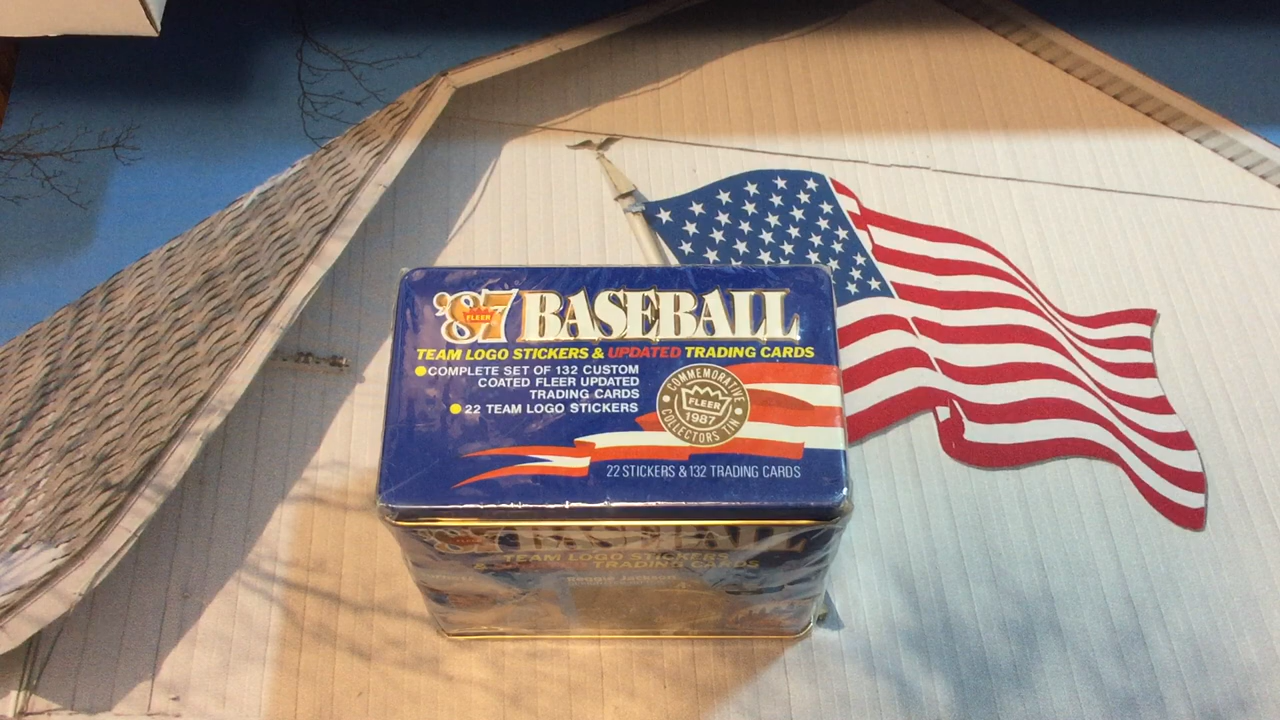 '87 BASEBALL
FLEER
TEAM LOGO STICKERS & UPDATED TRADING CARDS
COMPLETE SET OF 132 CUSTOM
COATED FLEER UPDATED
TRADING CARDS
22 TEAM LOGO STICKERS
COMMEMORATIVE
FLEER
1987
COLLECTORS TIN
22 STICKERS & 132 TRADING CARDS
'87 BASEBALL
TEAM LOGO STICKERS
& TRADING CARDS
Reggie Jackson